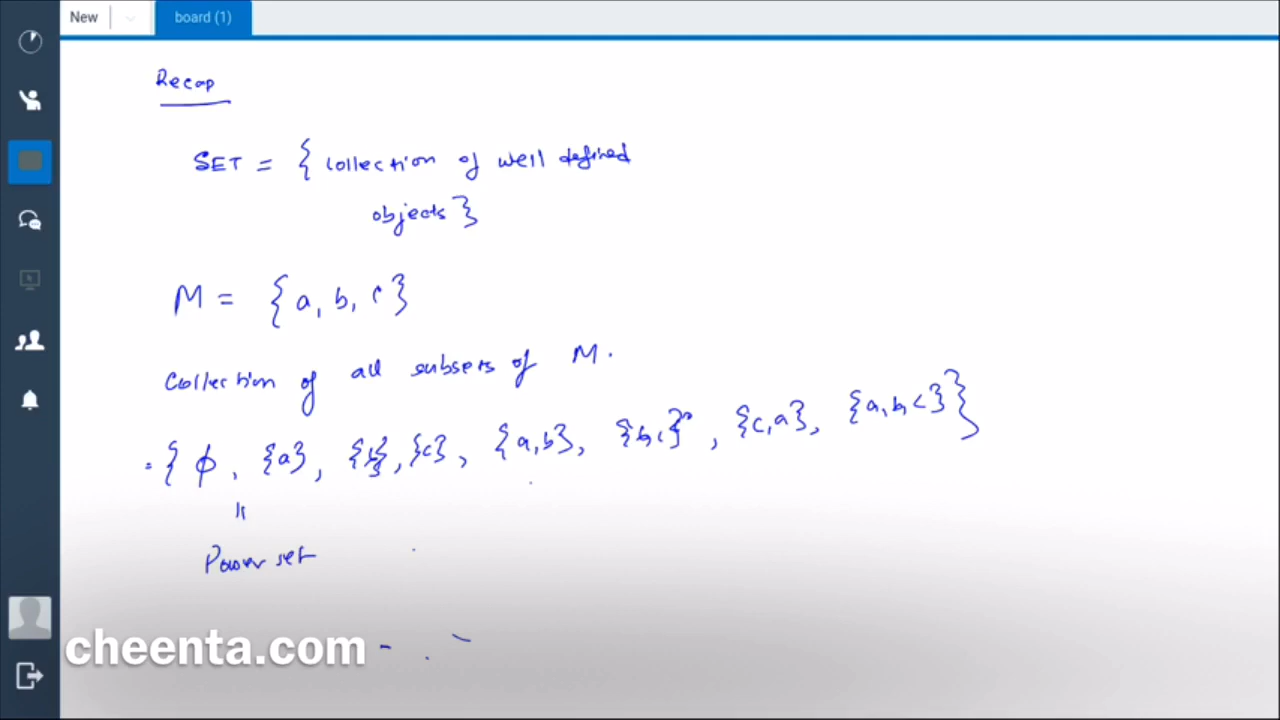 New board (1)
Recap
SET = { collection of well defined
objects }
M = { a, b, c }
Collection of all subsets of M.
= { ϕ, {a}, {b}, {c}, {a,b}, {b,c}, {c,a}, {a,b,c} }
||
Power set
cheenta.com